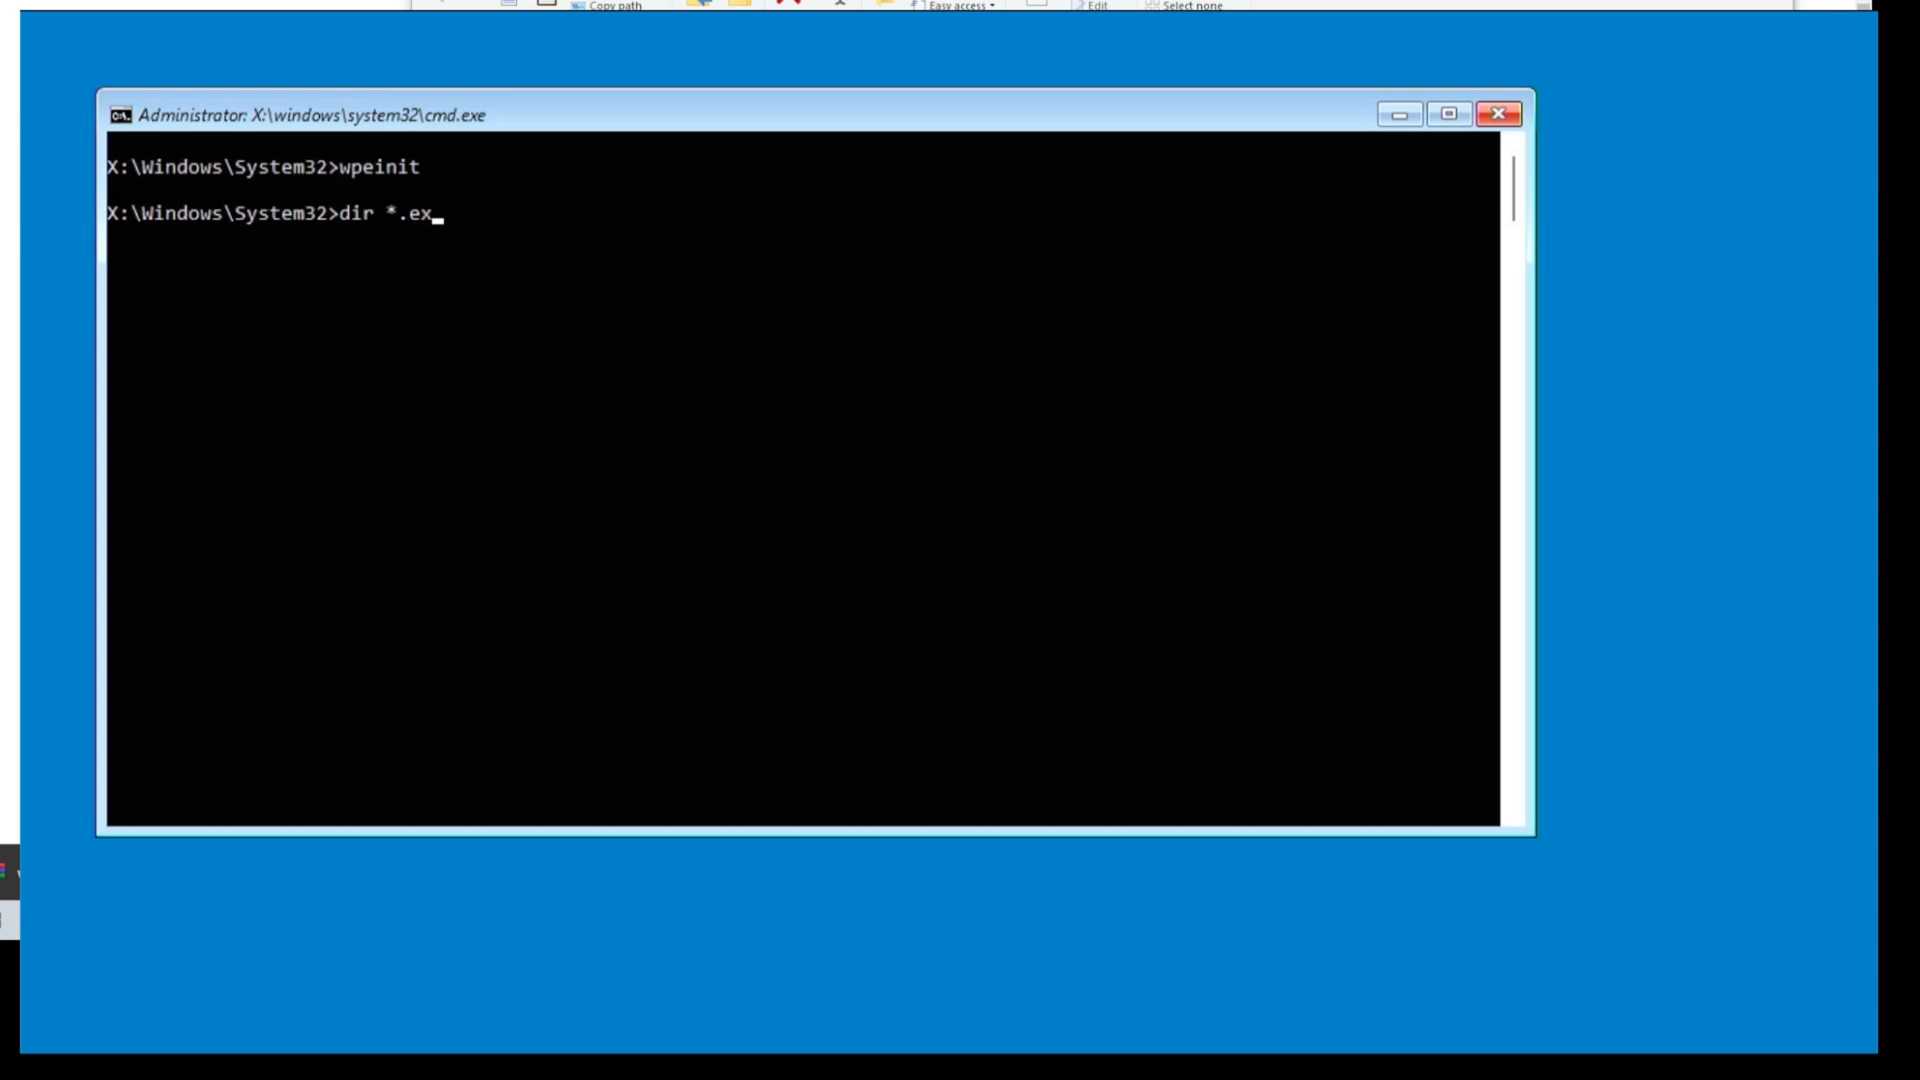 Copy path
Easy access
Edit
Select none
Administrator: X:\windows\system32\cmd.exe
X:\Windows\System32>wpeinit
X:\Windows\System32>dir *.ex